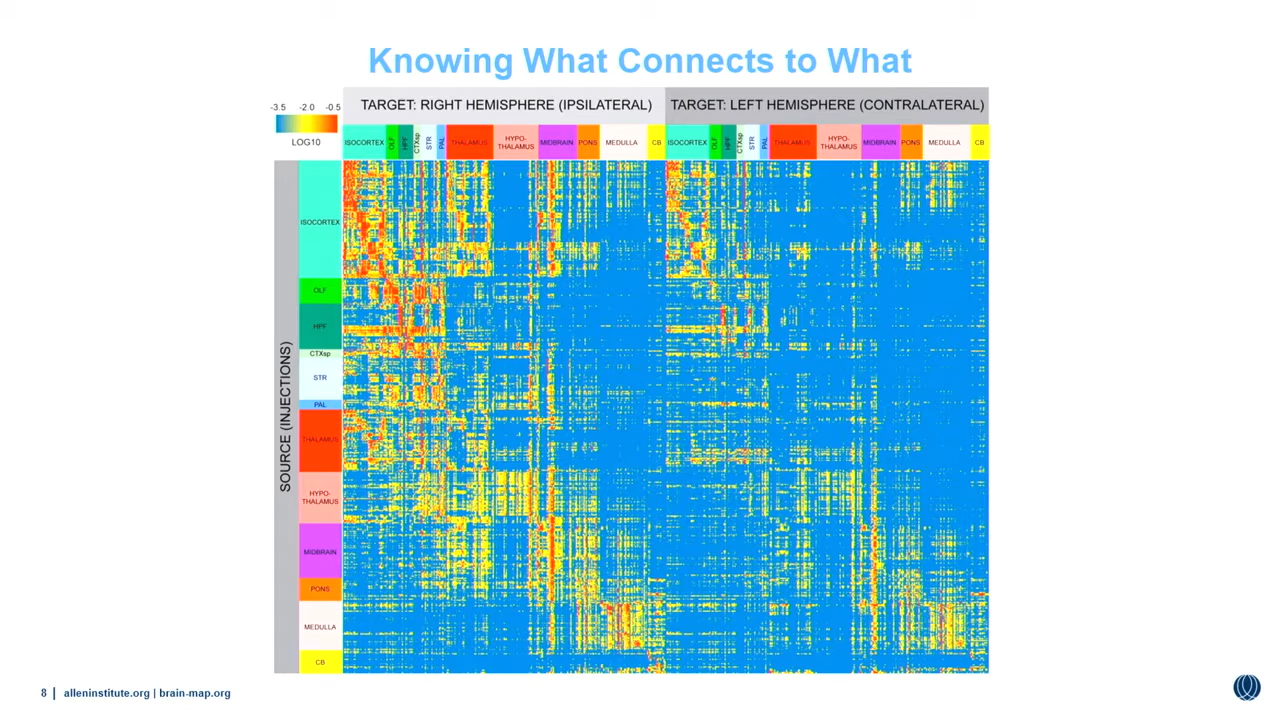 Knowing What Connects to What
-3.5 -2.0 -0.5
LOG10
TARGET: RIGHT HEMISPHERE (IPSILATERAL)
TARGET: LEFT HEMISPHERE (CONTRALATERAL)
ISOCORTEX OLF HPF CTXsp STR PAL THALAMUS HYPO-
THALAMUS MIDBRAIN PONS MEDULLA CB
ISOCORTEX OLF HPF CTXsp STR PAL THALAMUS HYPO-
THALAMUS MIDBRAIN PONS MEDULLA CB
SOURCE (INJECTIONS)
ISOCORTEX
OLF
HPF
CTXsp
STR
PAL
THALAMUS
HYPO-
THALAMUS
MIDBRAIN
PONS
MEDULLA
CB
8 | alleninstitute.org | brain-map.org